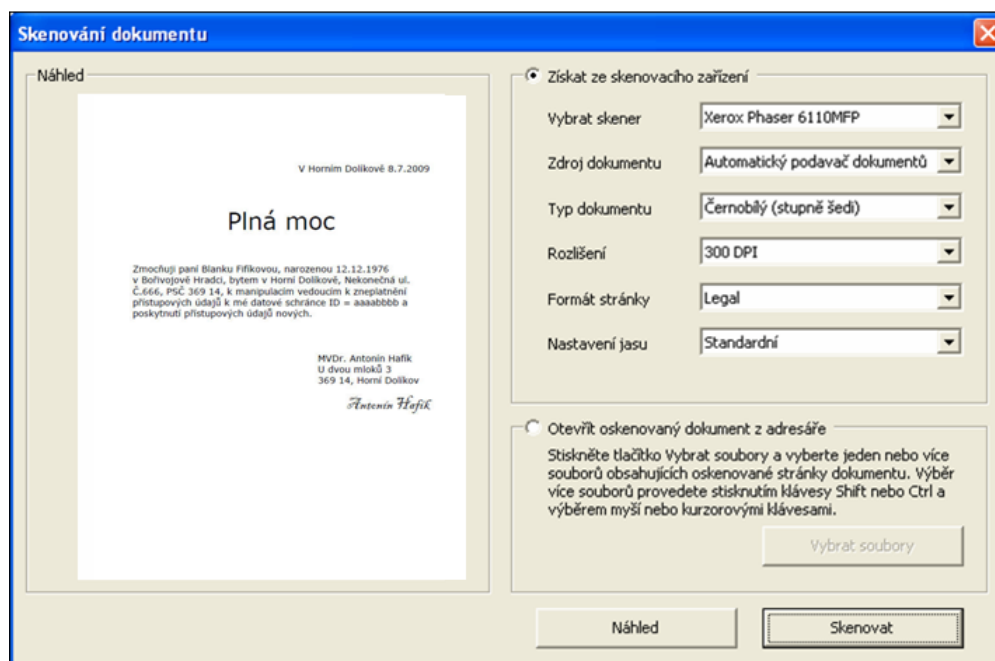 Skenování dokumentu
Náhled
V Horním Dolíkově 8.7.2009
Plná moc
Zmocňuji paní Blanku Fifíkovou, narozenou 12.12.1976
v Bořivojově Hradci, bytem v Horní Dolíkově, Nekonečná ul.
Č.666, PSČ 369 14, k manipulacím vedoucím k zneplatnění
přístupových údajů k mé datové schránce ID = aaaabbbb a
poskytnutí přístupových údajů nových.
MVDr. Antonín Hafík
U dvou mloků 3
369 14, Horní Dolíkov
Antonín Hafík
Získat ze skenovacího zařízení
Vybrat skener
Xerox Phaser 6110MFP
Zdroj dokumentu
Automatický podavač dokumentů
Typ dokumentu
Černobílý (stupně šedi)
Rozlišení
300 DPI
Formát stránky
Legal
Nastavení jasu
Standardní
Otevřít oskenovaný dokument z adresáře
Stiskněte tlačítko Vybrat soubory a vyberte jeden nebo více
souborů obsahujících oskenované stránky dokumentu. Výběr
více souborů provedete stisknutím klávesy Shift nebo Ctrl a
výběrem myší nebo kurzorovými klávesami.
Vybrat soubory
Náhled
Skenovat